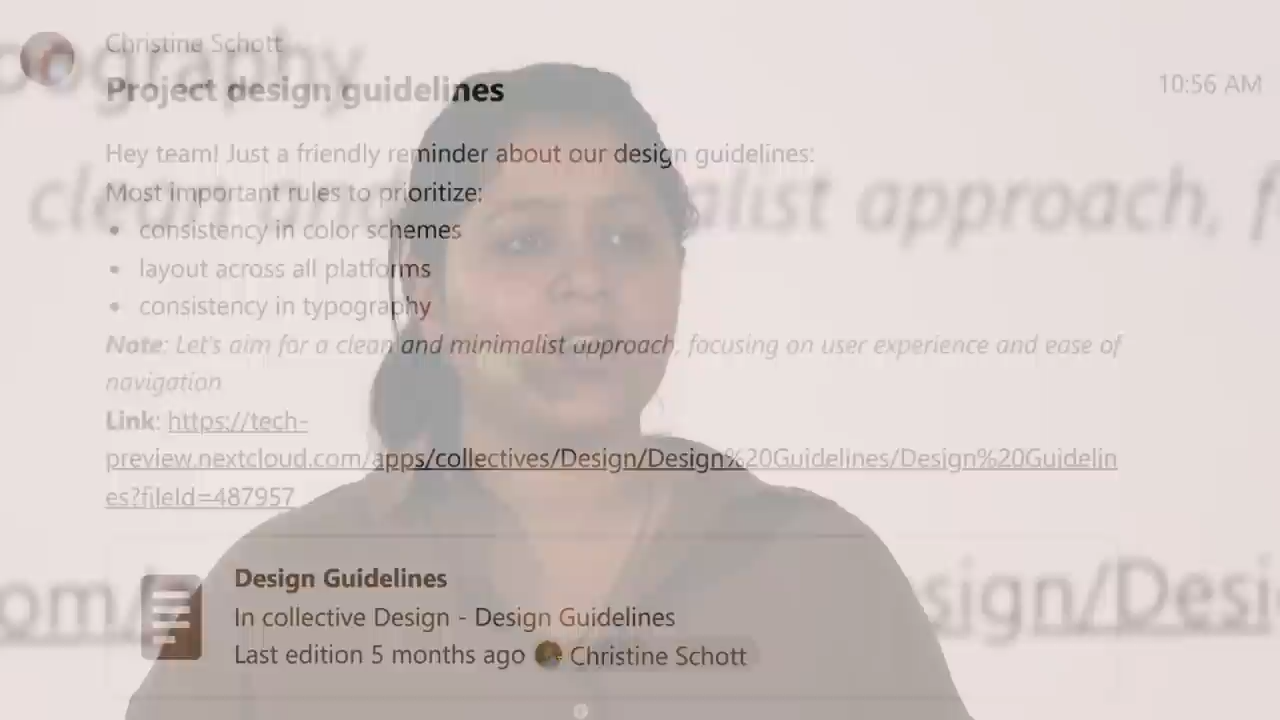 Christine Schott
Project design guidelines
10:56 AM
Hey team! Just a friendly reminder about our design guidelines:
Most important rules to prioritize:
• consistency in color schemes
• layout across all platforms
• consistency in typography
Note: Let's aim for a clean and minimalist approach, focusing on user experience and ease of
navigation
Link: https://tech-
preview.nextcloud.com/apps/collectives/Design/Design%20Guidelines/Design%20Guidelin
es?fileId=487957
Design Guidelines
In collective Design - Design Guidelines
Last edition 5 months ago Christine Schott